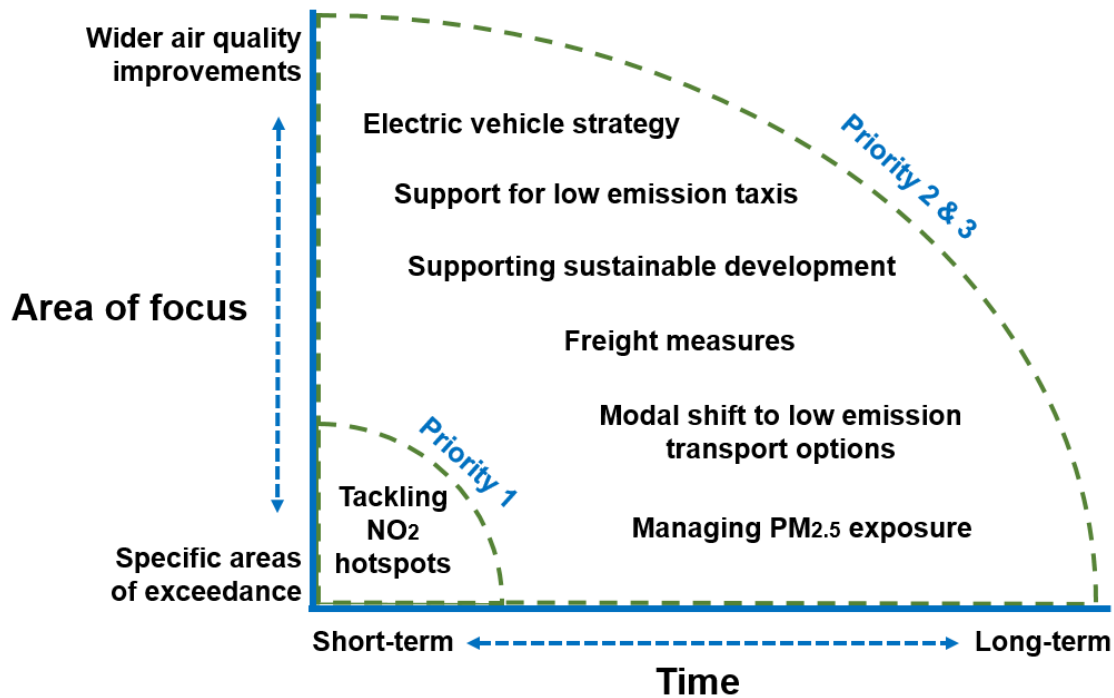 Wider air quality
improvements
Electric vehicle strategy
Priority 2 & 3
Support for low emission taxis
Supporting sustainable development
Area of focus
Freight measures
Modal shift to low emission
transport options
Priority 1
Tackling
NO2
hotspots
Managing PM2.5 exposure
Specific areas
of exceedance
Short-term
Long-term
Time